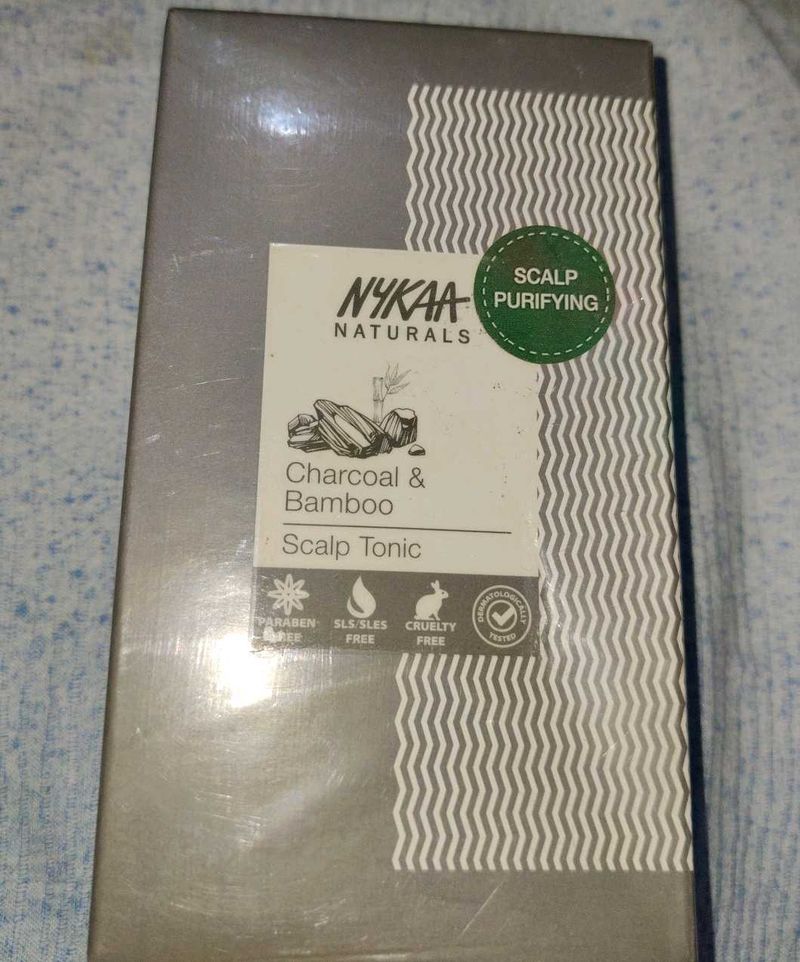 SCALP
PURIFYING
NYKAA
NATURALS
Charcoal &
Bamboo
Scalp Tonic
PARABEN
FREE
SLS/SLES
FREE
CRUELTY
FREE
DERMATOLOGICALLY
TESTED